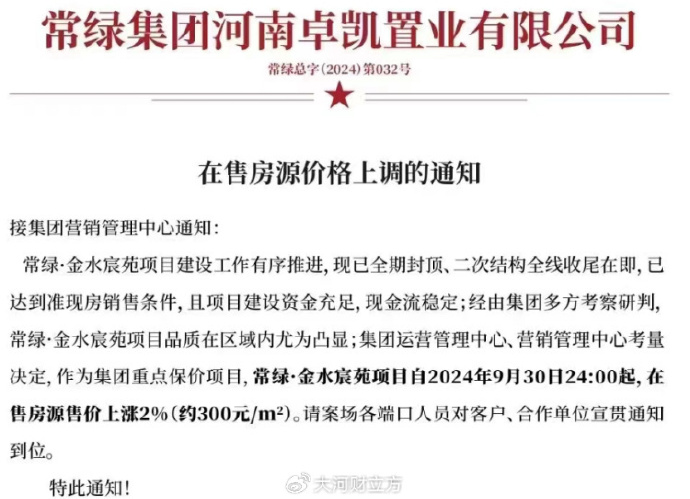 常绿集团河南卓凯置业有限公司
常绿总字(2024)第032号
在售房源价格上调的通知
接集团营销管理中心通知：
常绿·金水宸苑项目建设工作有序推进，现已全期封顶、二次结构全线收尾在即，已
达到准现房销售条件，且项目建设资金充足，现金流稳定；经由集团多方考察研判，
常绿·金水宸苑项目品质在区域内尤为凸显；集团运营管理中心、营销管理中心考量
决定，作为集团重点保价项目，常绿·金水宸苑项目自2024年9月30日24:00起，在
售房源售价上涨2%（约300元/m²）。请案场各端口人员对客户、合作单位宣贯通知
到位。
特此通知！
大河财立方